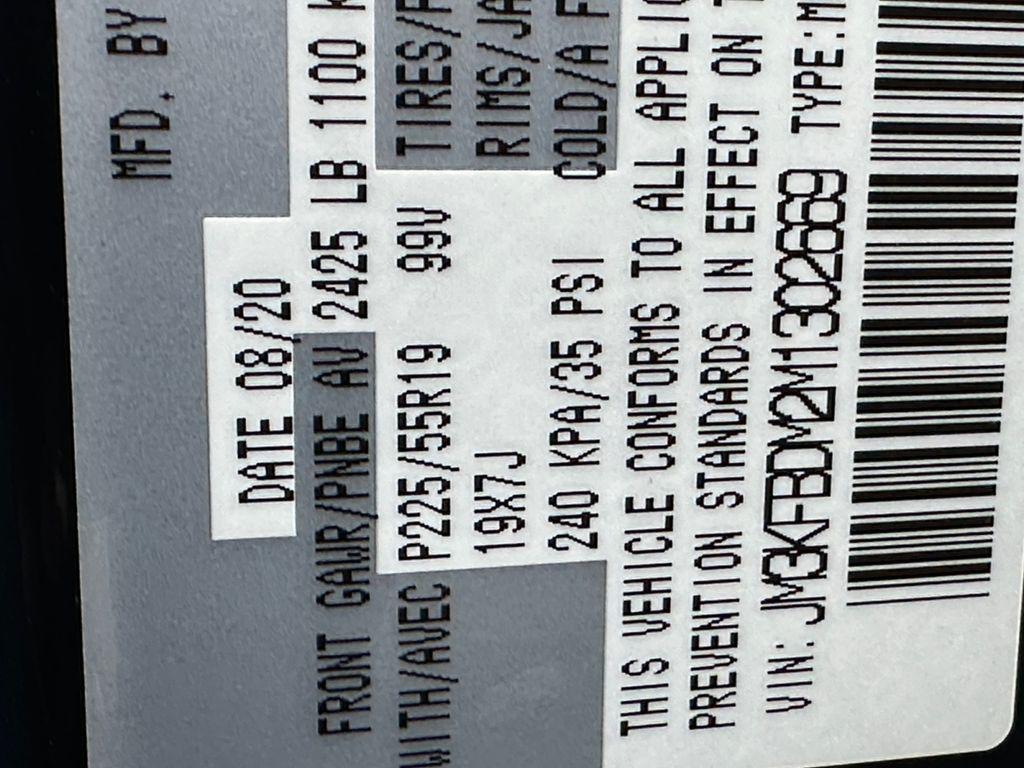 MFD. BY
DATE 08/20
FRONT GAWR/PNBE AV 2425 LB 1100
WITH/AVEC P225/55R19 99V TIRES/
19X7J RIMS/
240 KPA/35 PSI COLD/A
THIS VEHICLE CONFORMS TO ALL
PREVENTION STANDARDS IN EFFECT ON
VIN: JM3KFBDM2M1302669 TYPE: